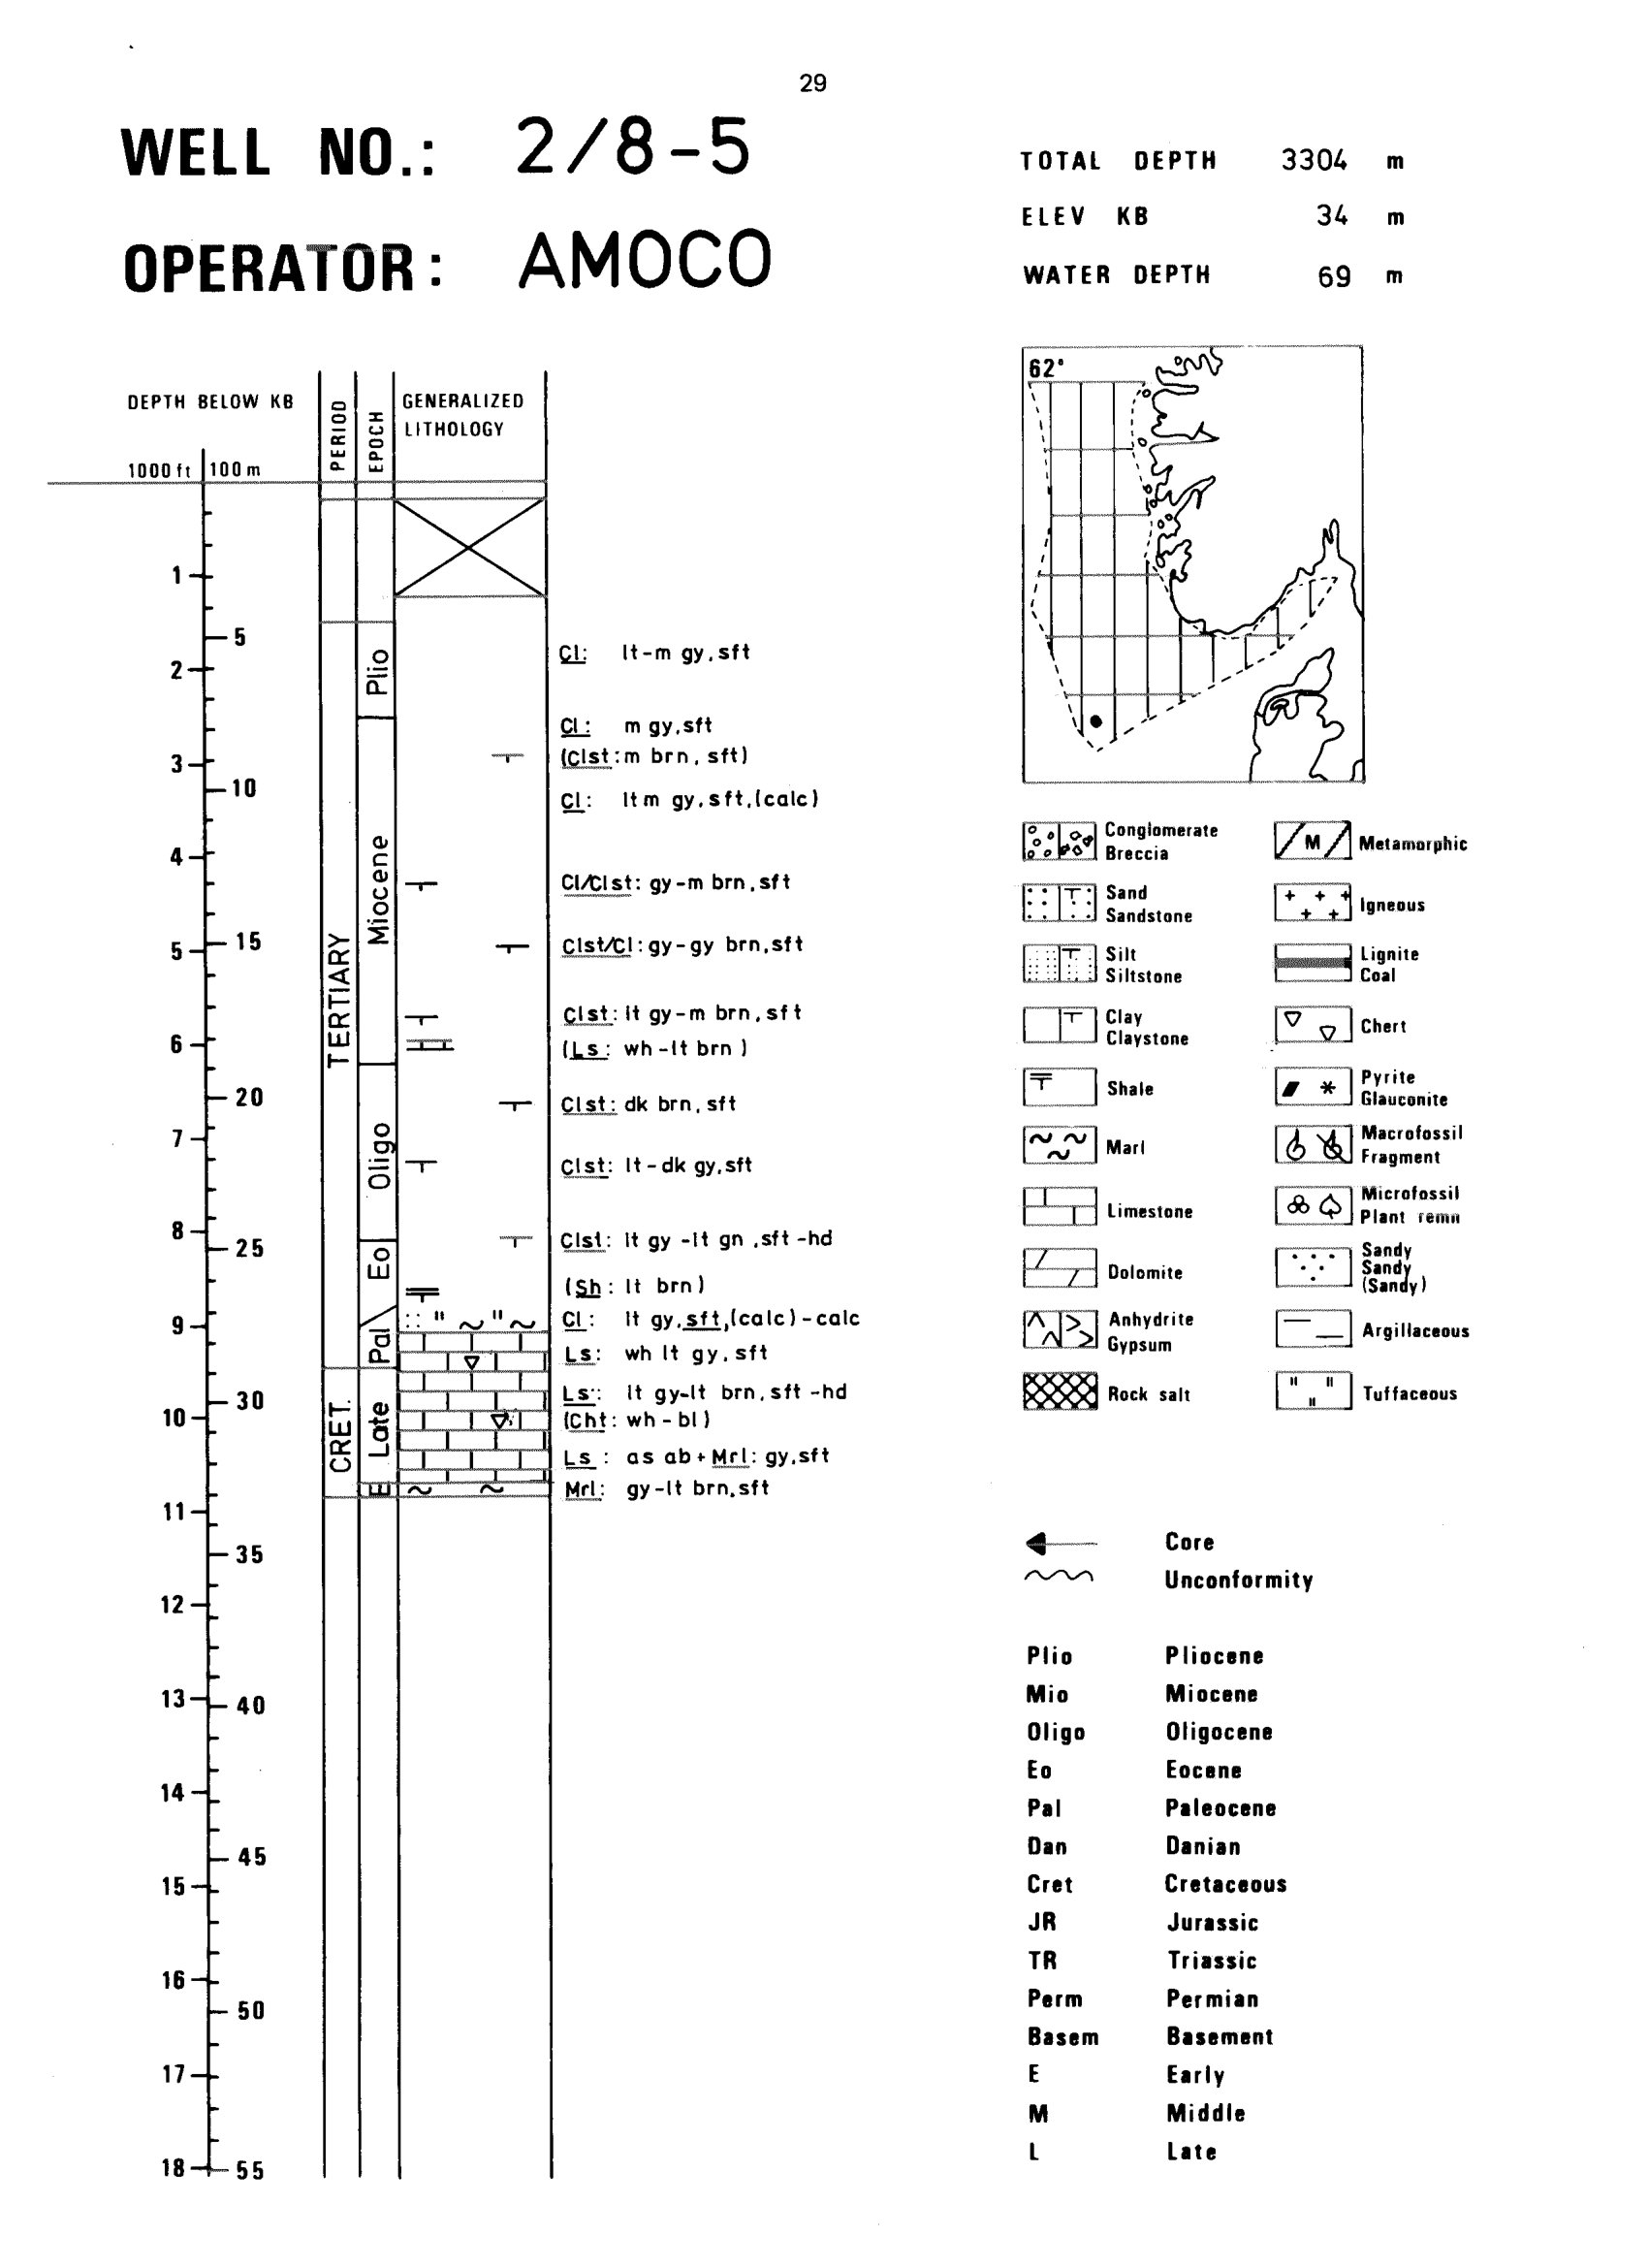 29
WELL NO.: 2/8-5
OPERATOR: AMOCO
TOTAL DEPTH 3304 m
ELEV KB 34 m
WATER DEPTH 69 m
DEPTH BELOW KB
1000 ft 100 m
PERIOD
EPOCH
GENERALIZED
LITHOLOGY
1
5
2
3
10
4
5
15
6
20
7
8
25
9
30
10
11
35
12
13
40
14
45
15
16
50
17
18
55
TERTIARY
CRET.
Plio
Miocene
Oligo
Eo
Pal
Late
E
Cl: lt-m gy, sft
Cl: m gy, sft
(Clst: m brn, sft)
Cl: lt m gy, sft, (calc)
Cl/Clst: gy-m brn, sft
Clst/Cl: gy-gy brn, sft
Clst: lt gy-m brn, sft
(Ls: wh-lt brn)
Clst: dk brn, sft
Clst: lt-dk gy, sft
Clst: lt gy-lt gn, sft-hd
(Sh: lt brn)
Cl: lt gy, sft, (calc)-calc
Ls: wh lt gy, sft
Ls: lt gy-lt brn, sft-hd
(Cht: wh-bl)
Ls: as ab + Mrl: gy, sft
Mrl: gy-lt brn, sft
62°
Conglomerate
Breccia
Sand
Sandstone
Silt
Siltstone
Clay
Claystone
Shale
Marl
Limestone
Dolomite
Anhydrite
Gypsum
Rock salt
M
Metamorphic
Igneous
Lignite
Coal
Chert
Pyrite
Glauconite
Macrofossil
Fragment
Microfossil
Plant remn
Sandy
Sandy
(Sandy)
Argillaceous
Tuffaceous
Core
Unconformity
Plio Pliocene
Mio Miocene
Oligo Oligocene
Eo Eocene
Pal Paleocene
Dan Danian
Cret Cretaceous
JR Jurassic
TR Triassic
Perm Permian
Basem Basement
E Early
M Middle
L Late